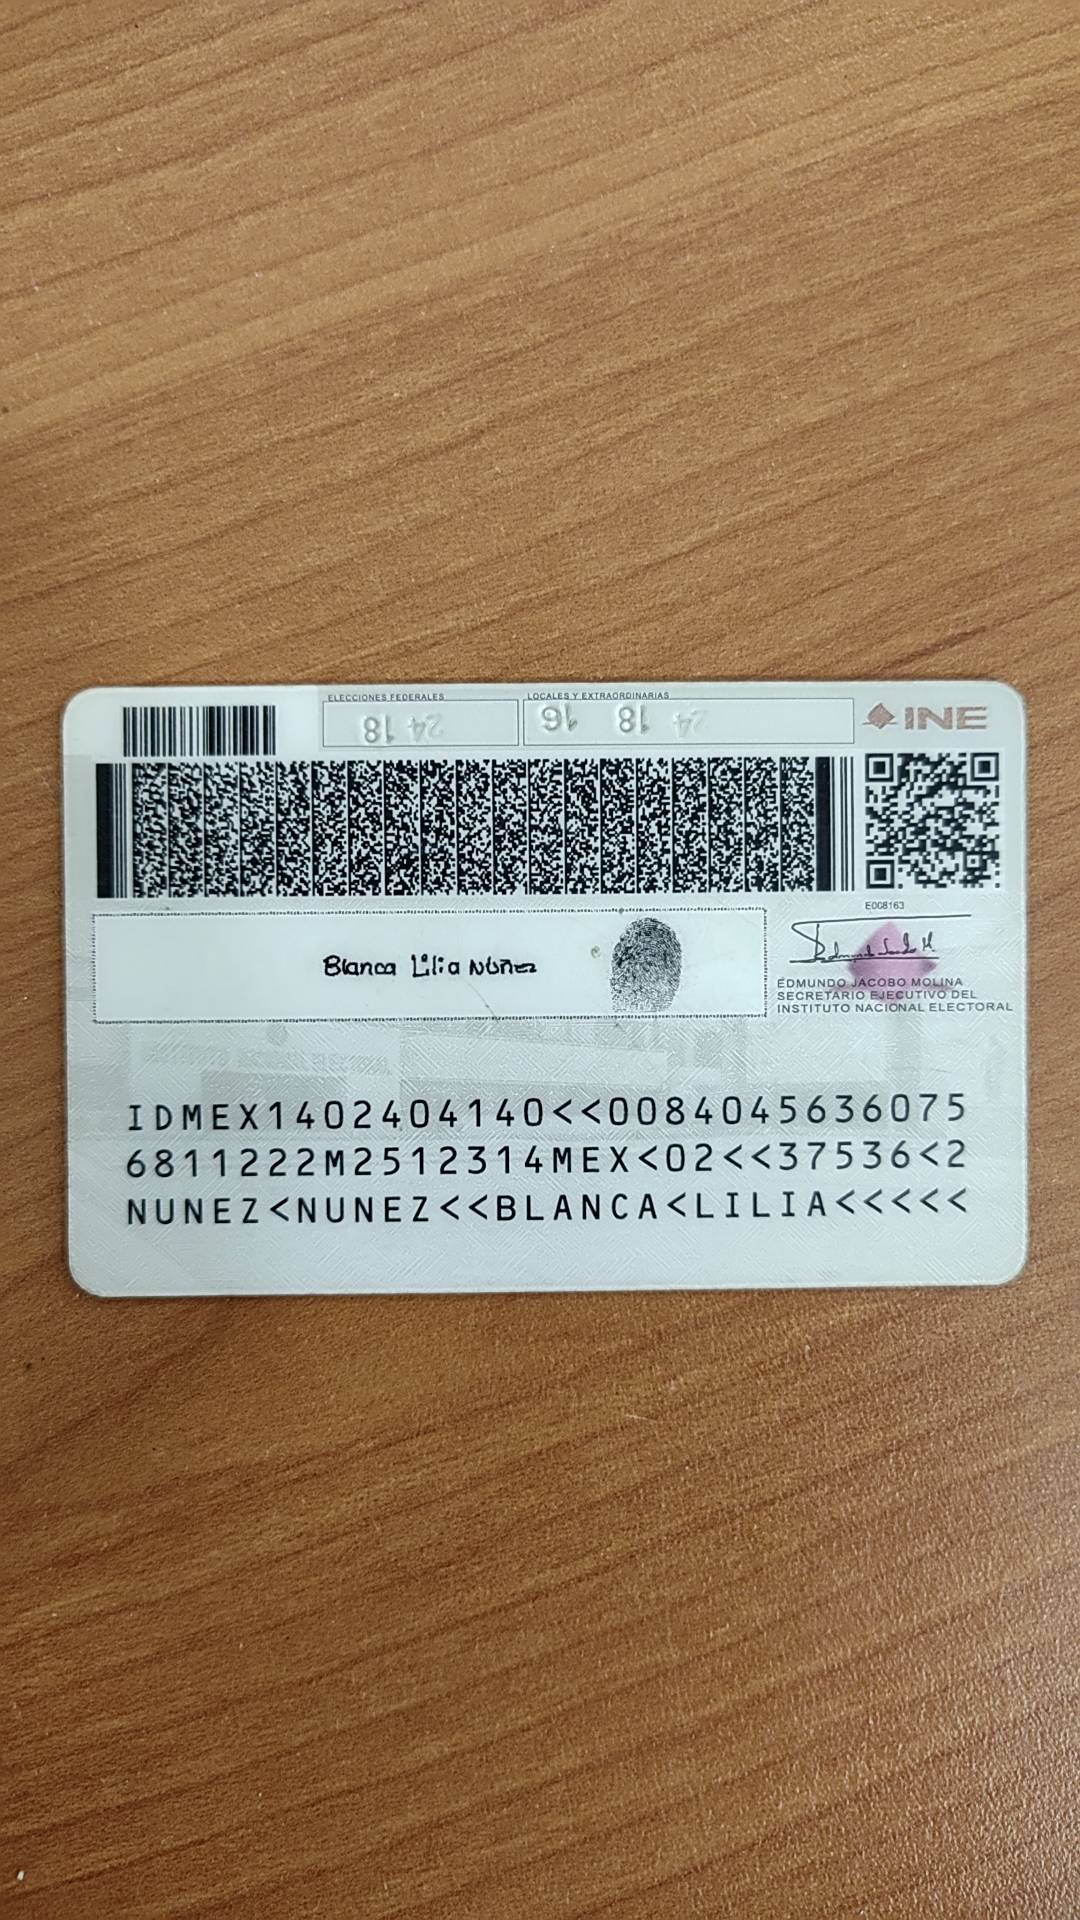 ELECCIONES FEDERALES
LOCALES Y EXTRAORDINARIAS
24 18
16 18 24
INE
E008163
Blanca Lilia Núñez
EDMUNDO JACOBO MOLINA
SECRETARIO EJECUTIVO DEL
INSTITUTO NACIONAL ELECTORAL
IDMEX1402404140<<0084045636075
6811222M2512314MEX<02<<37536<2
NUNEZ<NUNEZ<<BLANCA<LILIA<<<<<